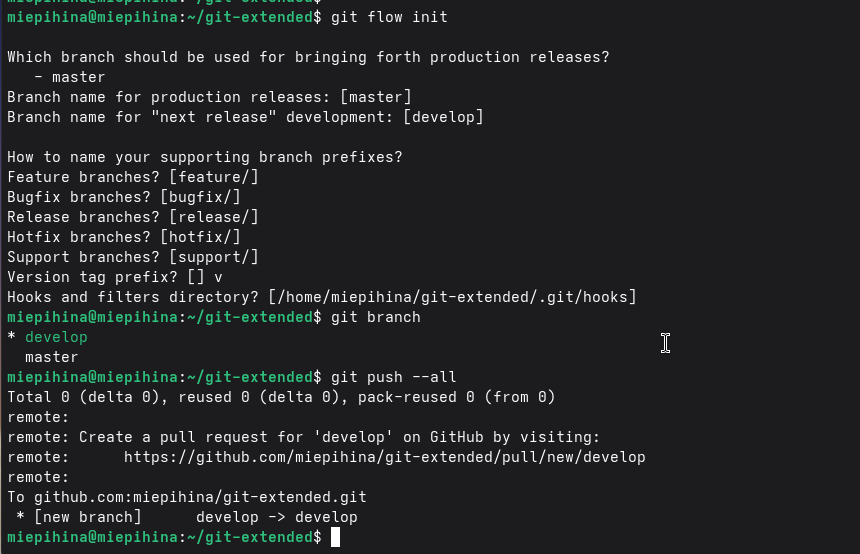 miepihina@miepihina:~/git-extended$ git flow init
Which branch should be used for bringing forth production releases?
   - master
Branch name for production releases: [master]
Branch name for "next release" development: [develop]
How to name your supporting branch prefixes?
Feature branches? [feature/]
Bugfix branches? [bugfix/]
Release branches? [release/]
Hotfix branches? [hotfix/]
Support branches? [support/]
Version tag prefix? [] v
Hooks and filters directory? [/home/miepihina/git-extended/.git/hooks]
miepihina@miepihina:~/git-extended$ git branch
* develop
  master
miepihina@miepihina:~/git-extended$ git push --all
Total 0 (delta 0), reused 0 (delta 0), pack-reused 0 (from 0)
remote:
remote: Create a pull request for 'develop' on GitHub by visiting:
remote:      https://github.com/miepihina/git-extended/pull/new/develop
remote:
To github.com:miepihina/git-extended.git
 * [new branch]      develop -> develop
miepihina@miepihina:~/git-extended$